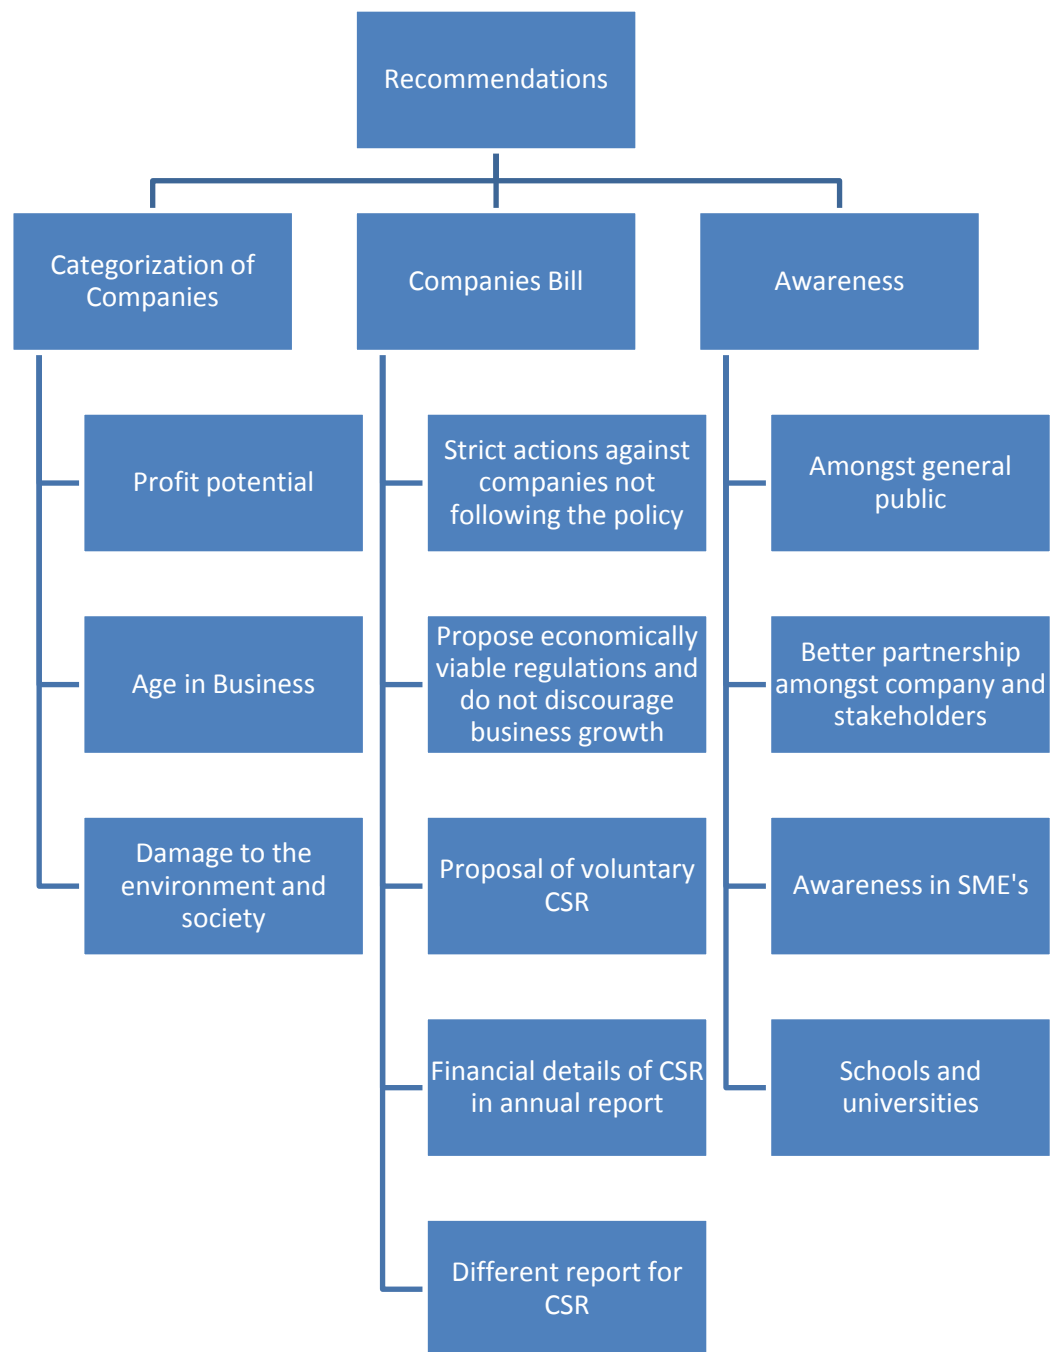 Recommendations
Categorization of
Companies
Profit potential
Age in Business
Damage to the
environment and
society
Companies Bill
Strict actions against
companies not
following the policy
Propose economically
viable regulations and
do not discourage
business growth
Proposal of voluntary
CSR
Financial details of CSR
in annual report
Different report for
CSR
Awareness
Amongst general
public
Better partnership
amongst company and
stakeholders
Awareness in SME's
Schools and
universities